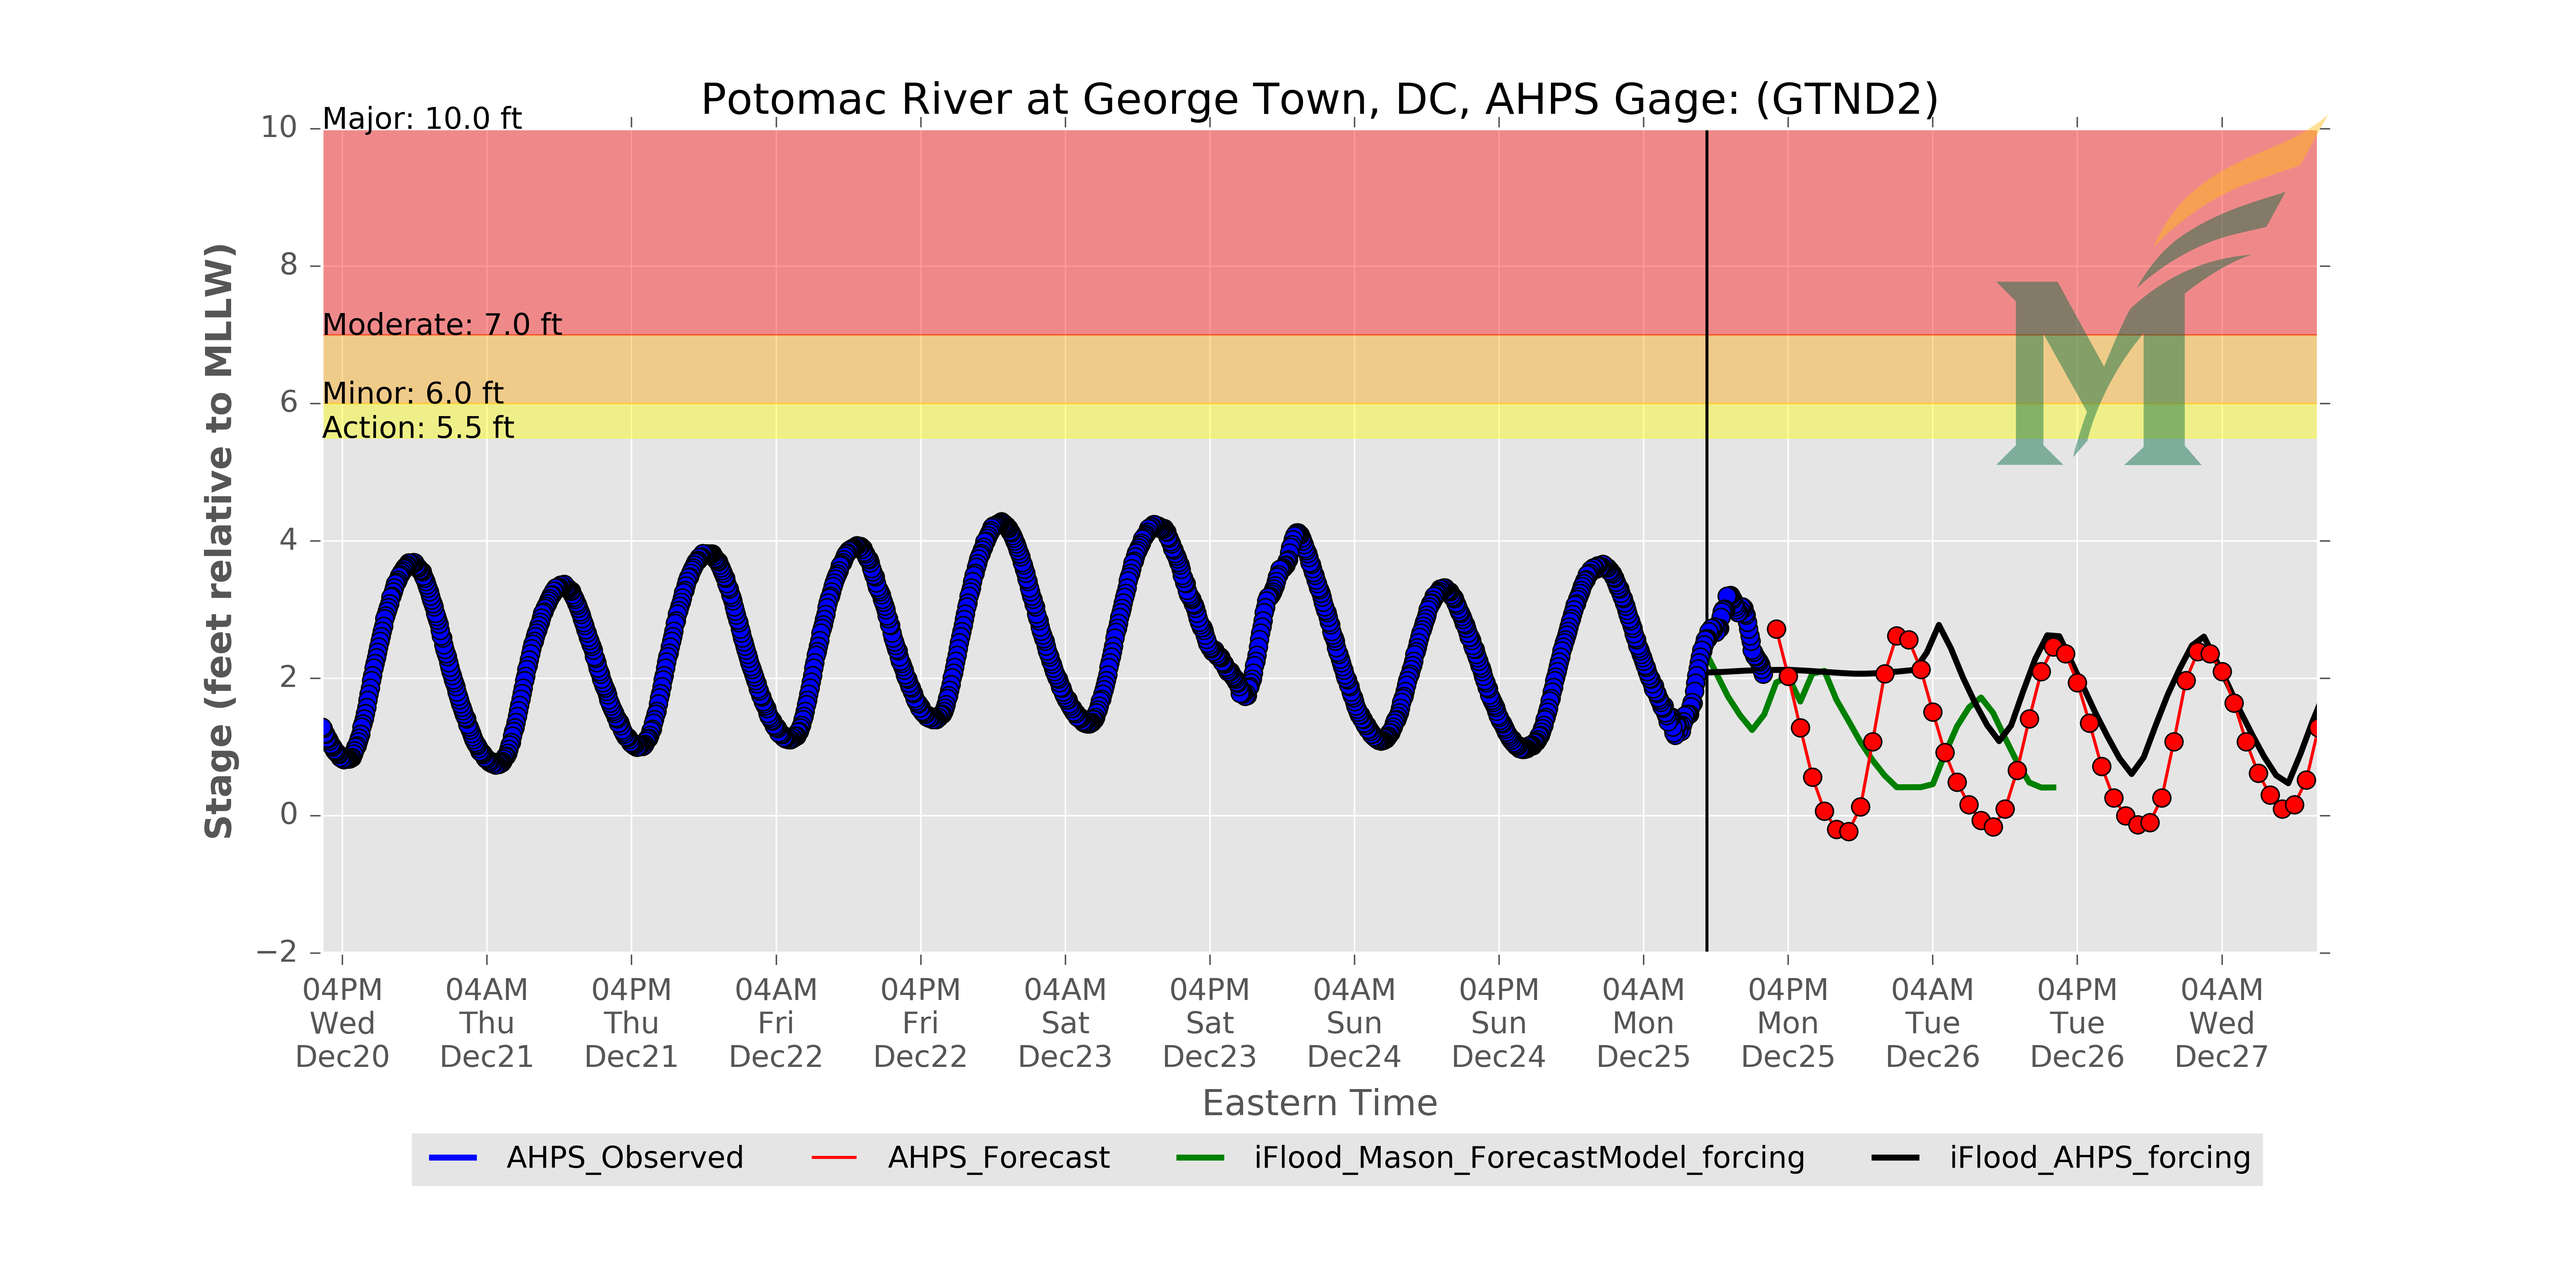 Potomac River at George Town, DC, AHPS Gage: (GTND2)
Major: 10.0 ft
Moderate: 7.0 ft
Minor: 6.0 ft
Action: 5.5 ft
Stage (feet relative to MLLW)
10
8
6
4
2
0
−2
04PM 04AM 04PM 04AM 04PM 04AM 04PM 04AM 04PM 04AM 04PM 04AM 04PM 04AM
Wed Thu Thu Fri Fri Sat Sat Sun Sun Mon Mon Tue Tue Wed
Dec20 Dec21 Dec21 Dec22 Dec22 Dec23 Dec23 Dec24 Dec24 Dec25 Dec25 Dec26 Dec26 Dec27
Eastern Time
AHPS_Observed AHPS_Forecast iFlood_Mason_ForecastModel_forcing iFlood_AHPS_forcing